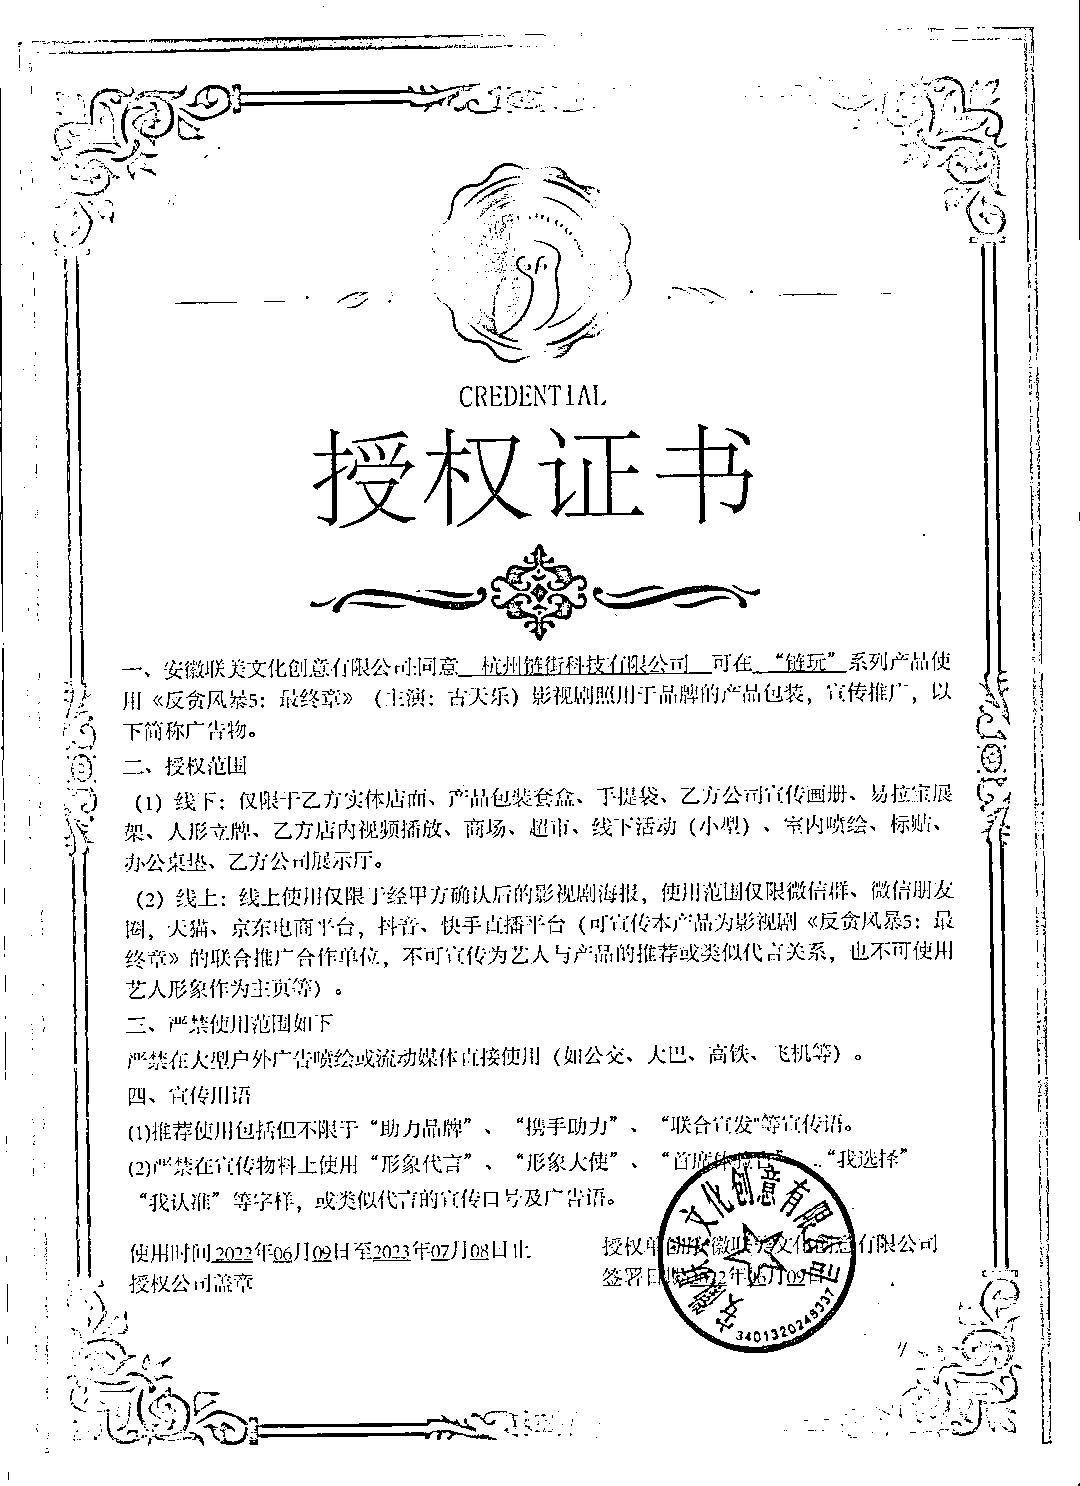 CREDENTIAL
授权证书
一、安徽联美文化创意有限公司同意 杭州链街科技有限公司 可在 “链玩” 系列产品使
用《反贪风暴5：最终章》（主演：古天乐）影视剧照用于品牌的产品包装，宣传推广，以
下简称广告物。
二、授权范围
（1）线下：仅限于乙方实体店面、产品包装套盒、手提袋、乙方公司宣传画册、易拉宝展
架、人形立牌、乙方店内视频播放、商场、超市、线下活动（小型）、室内喷绘、标贴、
办公桌垫、乙方公司展示厅。
（2）线上：线上使用仅限于经甲方确认后的影视剧海报，使用范围仅限微信群、微信朋友
圈，天猫、京东电商平台，抖音、快手直播平台（可宣传本产品为影视剧《反贪风暴5：最
终章》的联合推广合作单位，不可宣传为艺人与产品的推荐或类似代言关系，也不可使用
艺人形象作为主页等）。
三、严禁使用范围如下
严禁在大型户外广告喷绘或流动媒体直接使用（如公交、大巴、高铁、飞机等）。
四、宣传用语
(1)推荐使用包括但不限于“助力品牌”、“携手助力”、“联合宣发”等宣传语。
(2)严禁在宣传物料上使用“形象代言”、“形象大使”、“首席体验官”、“我选择”
“我认准”等字样，或类似代言的宣传口号及广告语。
使用时间2022年06月09日至2023年07月08日止
授权公司盖章
授权单位：安徽联美文化创意有限公司
签署日期：2022年06月09日
安徽联美文化创意有限公司
3401320249337